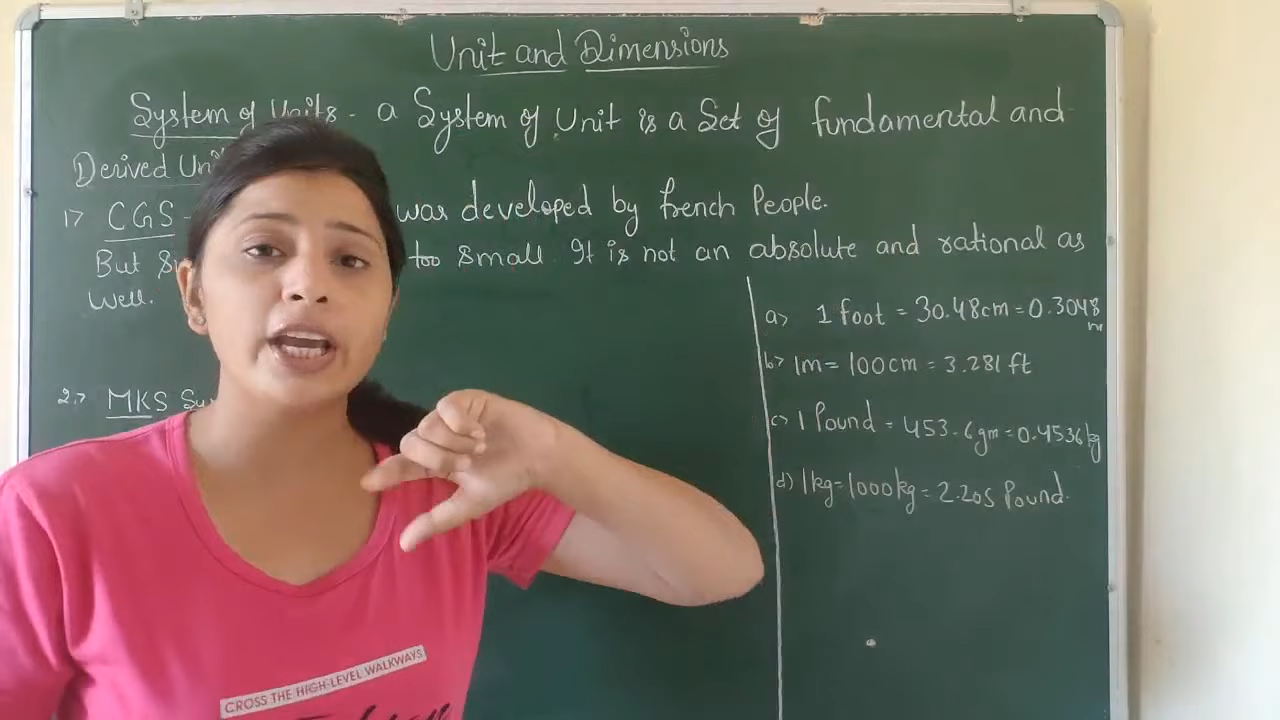 Unit and Dimensions
System of Units - a System of Unit is a Set of fundamental and
Derived Uni
1> CGS - was developed by french People.
But too small. It is not an absolute and rational as
Well.
2.> MKS
a> 1 foot = 30.48cm = 0.3048
m
b> 1m = 100cm = 3.281 ft
c> 1 Pound = 453.6gm = 0.4536kg
d) 1kg = 1000kg = 2.205 Pound.
CROSS THE HIGH-LEVEL WALKWAYS